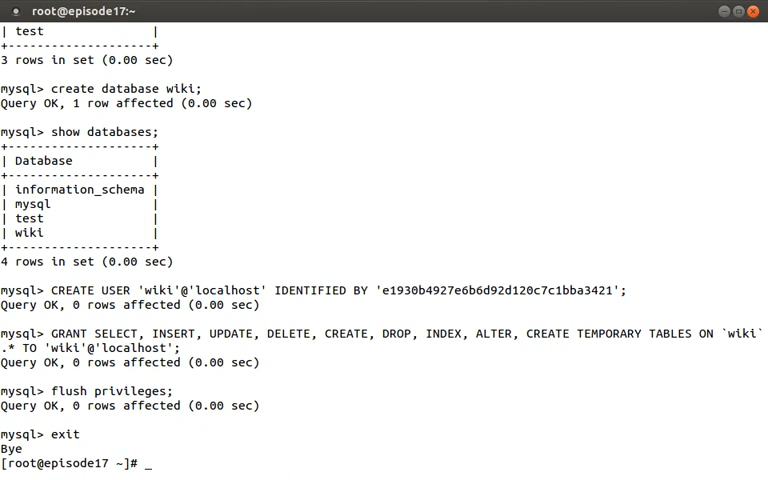 root@episode17:~
| test               |
+--------------------+
3 rows in set (0.00 sec)
mysql> create database wiki;
Query OK, 1 row affected (0.00 sec)
mysql> show databases;
+--------------------+
| Database           |
+--------------------+
| information_schema |
| mysql              |
| test               |
| wiki               |
+--------------------+
4 rows in set (0.00 sec)
mysql> CREATE USER 'wiki'@'localhost' IDENTIFIED BY 'e1930b4927e6b6d92d120c7c1bba3421';
Query OK, 0 rows affected (0.00 sec)
mysql> GRANT SELECT, INSERT, UPDATE, DELETE, CREATE, DROP, INDEX, ALTER, CREATE TEMPORARY TABLES ON `wiki`
.* TO 'wiki'@'localhost';
Query OK, 0 rows affected (0.00 sec)
mysql> flush privileges;
Query OK, 0 rows affected (0.00 sec)
mysql> exit
Bye
[root@episode17 ~]# _